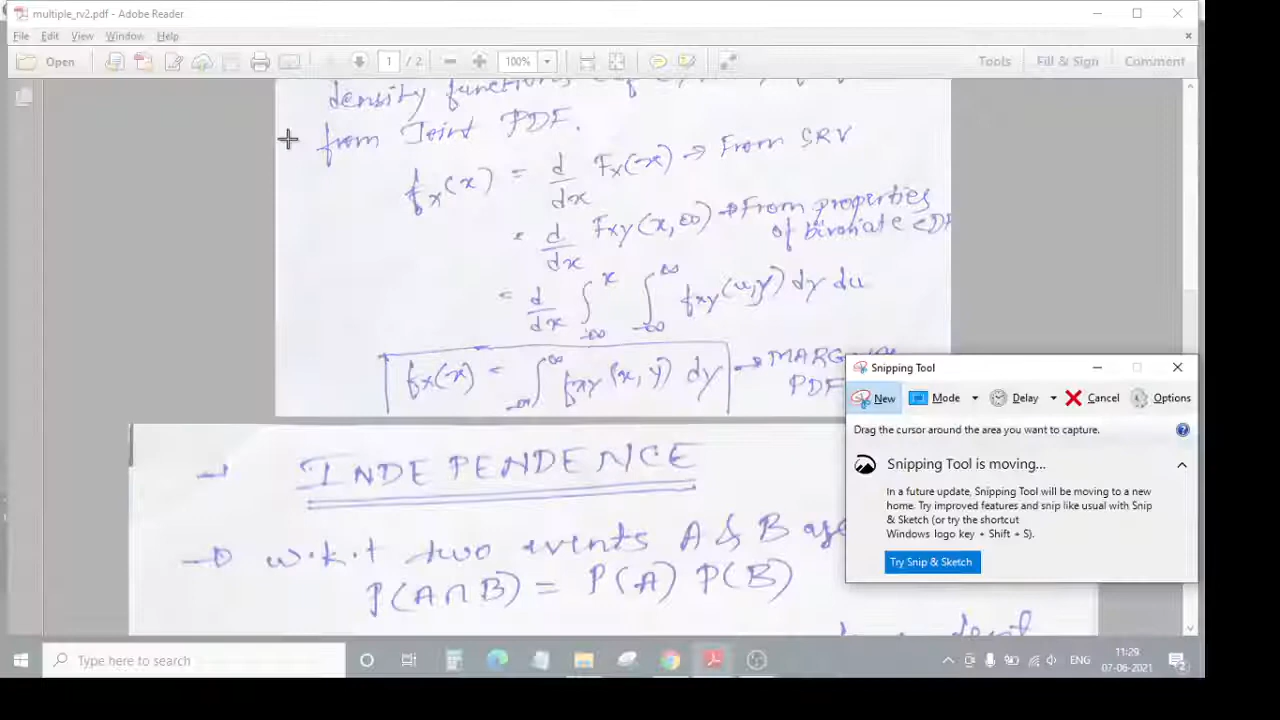 multiple_rv2.pdf - Adobe Reader
File Edit View Window Help
Open 1 / 2 100% Tools Fill & Sign Comment
density functions
from Joint PDF.
fx(x) = d/dx Fx(x) → From SRV
= d/dx Fxy(x, ∞) → From properties
of bivariate CDF
= d/dx ∫_{-∞}^{x} ∫_{-∞}^{∞} fxy(u,y) dy du
fx(x) = ∫_{-∞}^{∞} fxy(x, y) dy → MARG
PDF
Snipping Tool
New Mode Delay Cancel Options
Drag the cursor around the area you want to capture.
Snipping Tool is moving...
In a future update, Snipping Tool will be moving to a new
home. Try improved features and snip like usual with Snip
& Sketch (or try the shortcut
Windows logo key + Shift + S).
Try Snip & Sketch
→ INDEPENDENCE
→ w.k.t two events A & B are
P(A∩B) = P(A) P(B)
Type here to search
ENG
11:29
07-06-2021
2